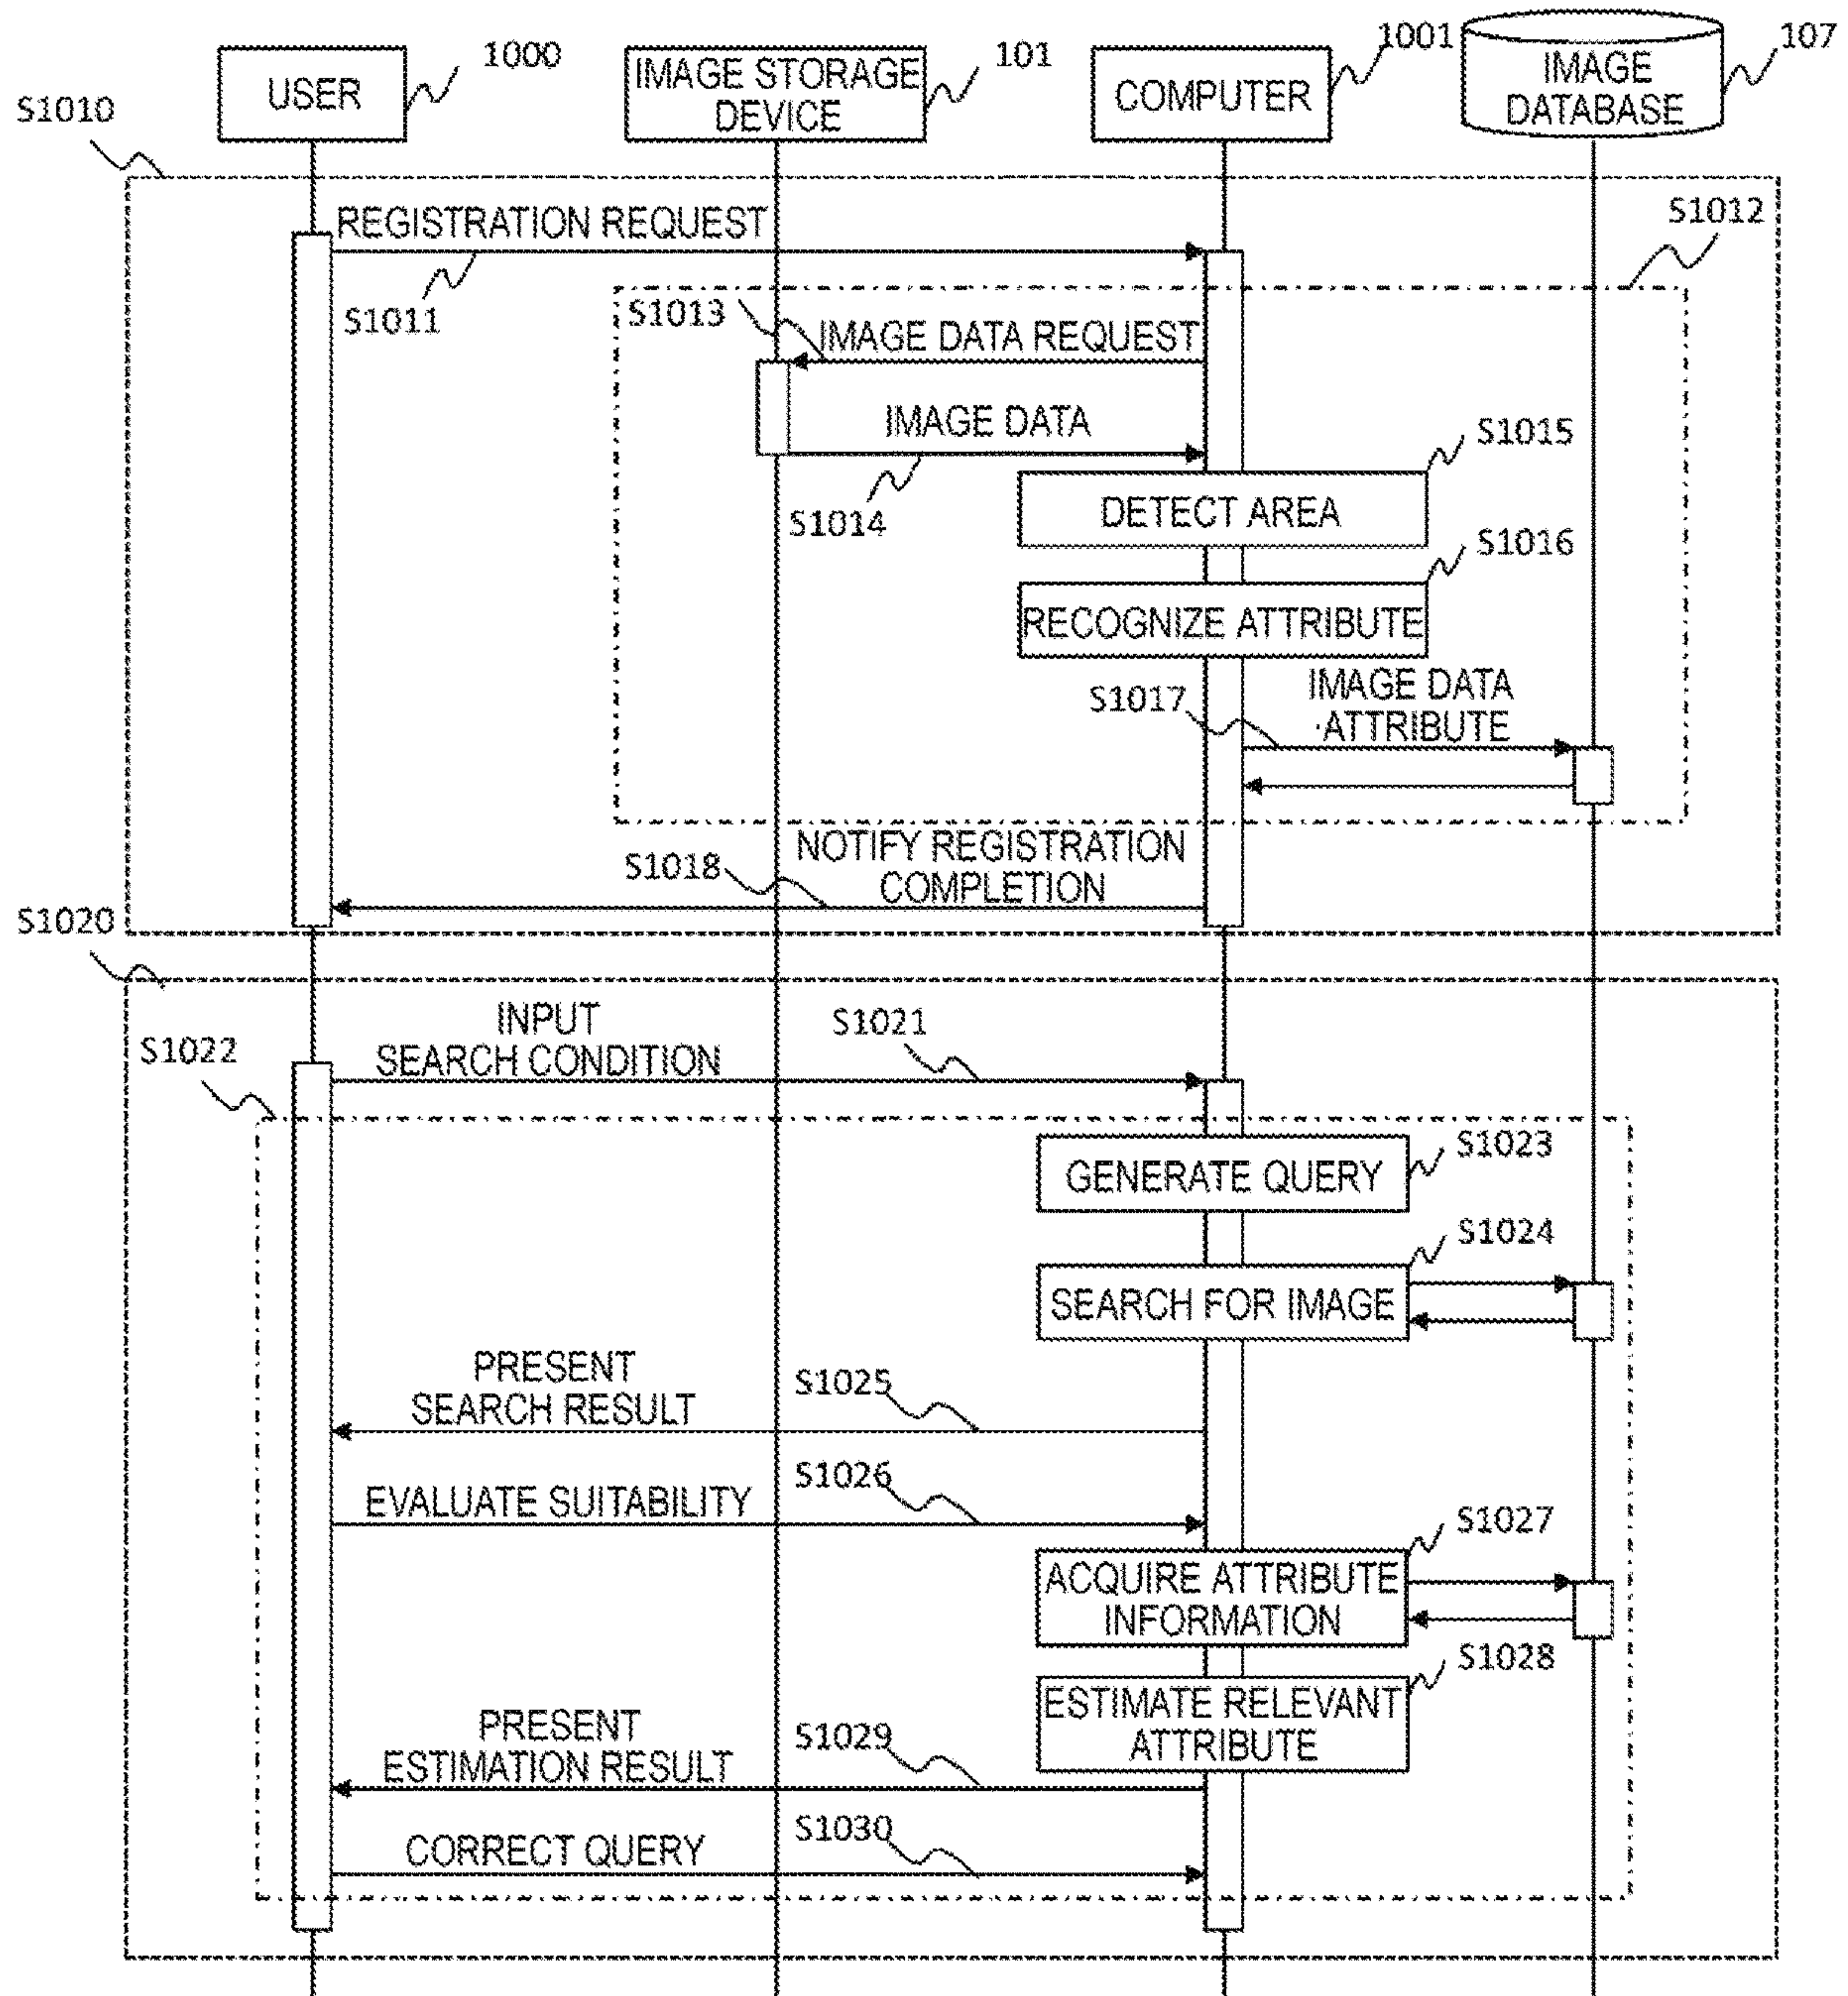 USER
1000
IMAGE STORAGE
DEVICE
101
COMPUTER
1001
IMAGE
DATABASE
107
S1010
REGISTRATION REQUEST
S1011
S1012
S1013
IMAGE DATA REQUEST
IMAGE DATA
S1014
S1015
DETECT AREA
S1016
RECOGNIZE ATTRIBUTE
S1017
IMAGE DATA
·ATTRIBUTE
NOTIFY REGISTRATION
COMPLETION
S1018
S1020
INPUT
SEARCH CONDITION
S1021
S1022
S1023
GENERATE QUERY
S1024
SEARCH FOR IMAGE
PRESENT
SEARCH RESULT
S1025
EVALUATE SUITABILITY
S1026
S1027
ACQUIRE ATTRIBUTE
INFORMATION
S1028
ESTIMATE RELEVANT
ATTRIBUTE
PRESENT
ESTIMATION RESULT
S1029
CORRECT QUERY
S1030